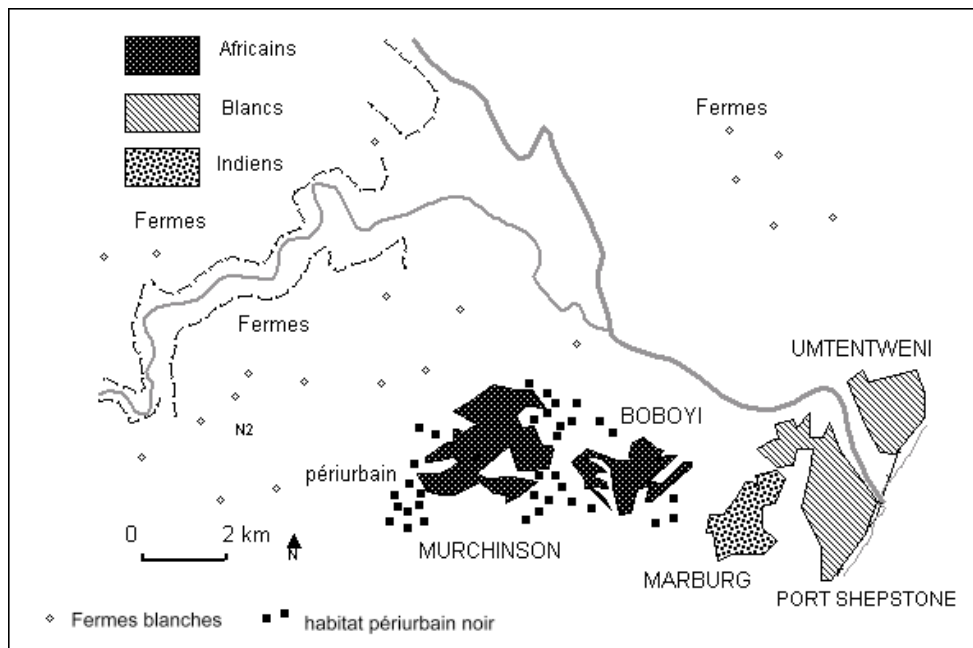 Africains
Blancs
Indiens
Fermes
Fermes
Fermes
UMTENTWENI
N2
BOBOYI
périurbain
0 2 km
N
MURCHINSON
MARBURG
PORT SHEPSTONE
Fermes blanches
habitat périurbain noir